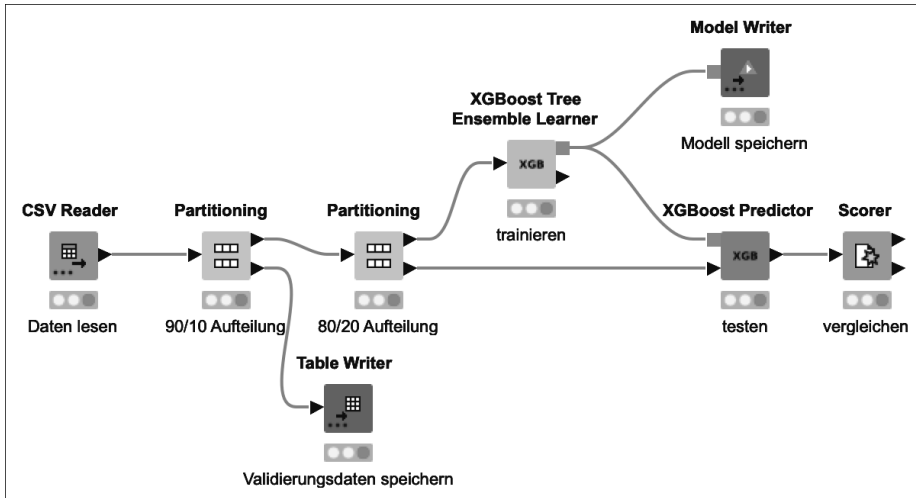 Model Writer
Modell speichern
XGBoost Tree
Ensemble Learner
XGB
trainieren
CSV Reader
Daten lesen
Partitioning
90/10 Aufteilung
Partitioning
80/20 Aufteilung
XGBoost Predictor
XGB
testen
Scorer
vergleichen
Table Writer
Validierungsdaten speichern